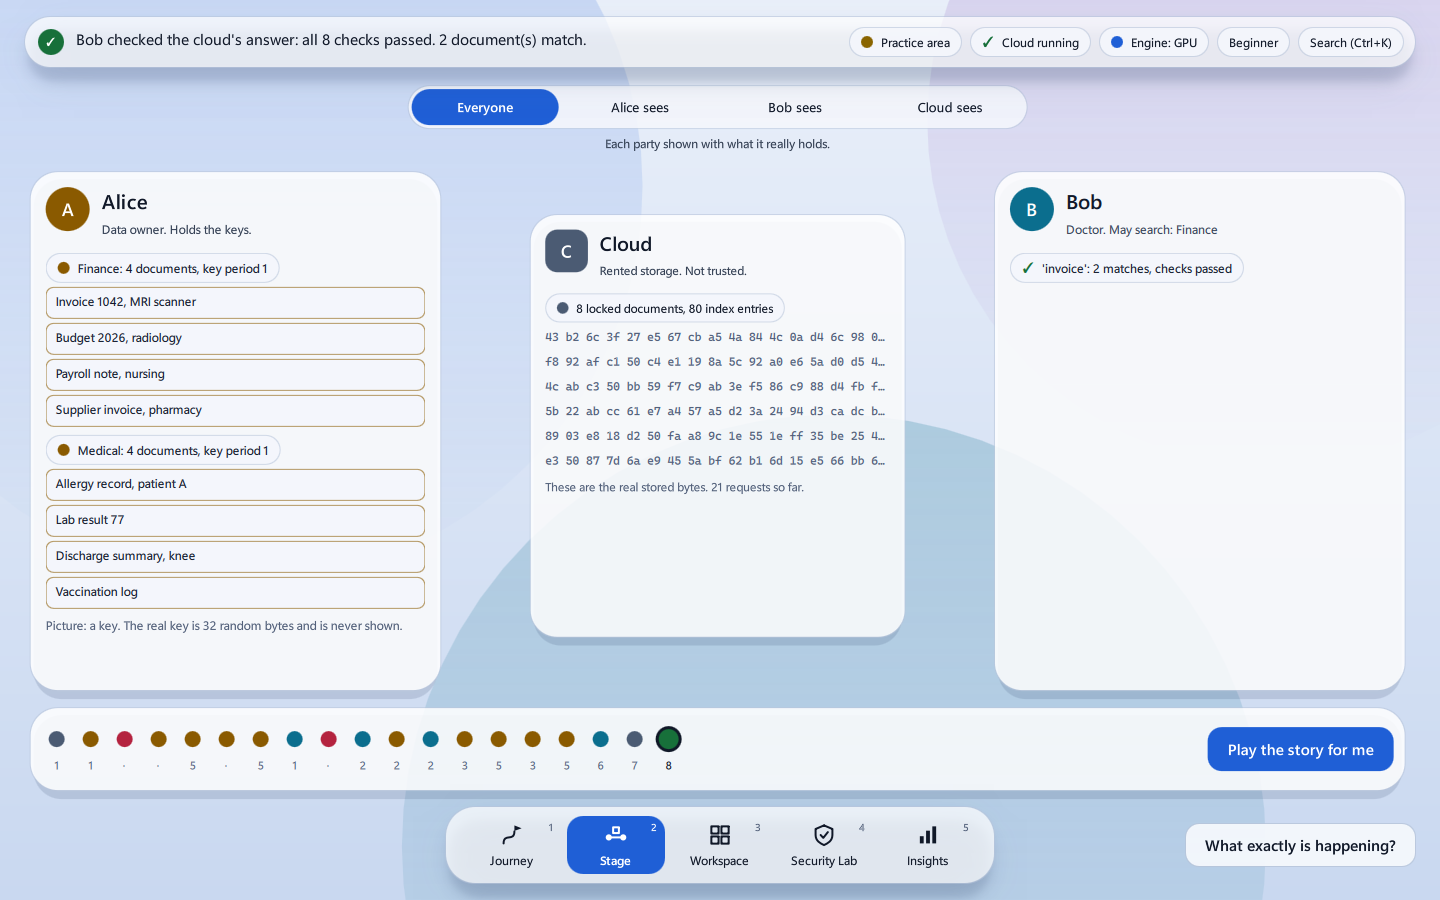 ✓ Bob checked the cloud's answer: all 8 checks passed. 2 document(s) match.
Practice area
✓ Cloud running
Engine: GPU
Beginner
Search (Ctrl+K)
Everyone
Alice sees
Bob sees
Cloud sees
Each party shown with what it really holds.
A
Alice
Data owner. Holds the keys.
Finance: 4 documents, key period 1
Invoice 1042, MRI scanner
Budget 2026, radiology
Payroll note, nursing
Supplier invoice, pharmacy
Medical: 4 documents, key period 1
Allergy record, patient A
Lab result 77
Discharge summary, knee
Vaccination log
Picture: a key. The real key is 32 random bytes and is never shown.
C
Cloud
Rented storage. Not trusted.
8 locked documents, 80 index entries
43 b2 6c 3f 27 e5 67 cb a5 4a 84 4c 0a d4 6c 98 0…
f8 92 af c1 50 c4 e1 19 8a 5c 92 a0 e6 5a d0 d5 4…
4c ab c3 50 bb 59 f7 c9 ab 3e f5 86 c9 88 d4 fb f…
5b 22 ab cc 61 e7 a4 57 a5 d2 3a 24 94 d3 ca dc b…
89 03 e8 18 d2 50 fa a8 9c 1e 55 1e ff 35 be 25 4…
e3 50 87 7d 6a e9 45 5a bf 62 b1 6d 15 e5 66 bb 6…
These are the real stored bytes. 21 requests so far.
B
Bob
Doctor. May search: Finance
✓ 'invoice': 2 matches, checks passed
1 1 · · 5 · 5 1 · 2 2 2 3 5 3 5 6 7 8
Play the story for me
1
Journey
2
Stage
3
Workspace
4
Security Lab
5
Insights
What exactly is happening?